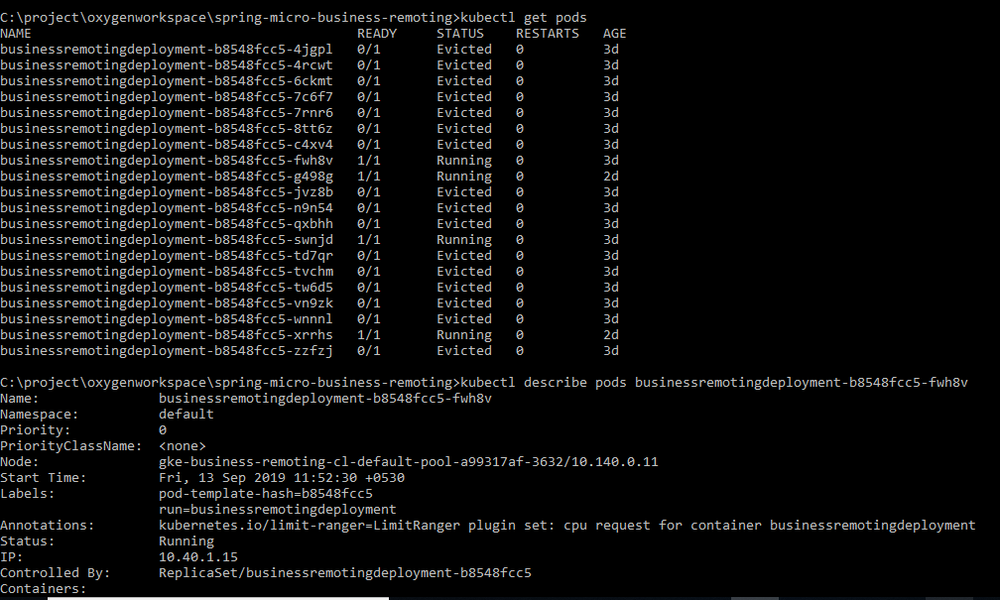 C:\project\oxygenworkspace\spring-micro-business-remoting>kubectl get pods
NAME READY STATUS RESTARTS AGE
businessremotingdeployment-b8548fcc5-4jgpl 0/1 Evicted 0 3d
businessremotingdeployment-b8548fcc5-4rcwt 0/1 Evicted 0 3d
businessremotingdeployment-b8548fcc5-6ckmt 0/1 Evicted 0 3d
businessremotingdeployment-b8548fcc5-7c6f7 0/1 Evicted 0 3d
businessremotingdeployment-b8548fcc5-7rnr6 0/1 Evicted 0 3d
businessremotingdeployment-b8548fcc5-8tt6z 0/1 Evicted 0 3d
businessremotingdeployment-b8548fcc5-c4xv4 0/1 Evicted 0 3d
businessremotingdeployment-b8548fcc5-fwh8v 1/1 Running 0 3d
businessremotingdeployment-b8548fcc5-g498g 1/1 Running 0 2d
businessremotingdeployment-b8548fcc5-jvz8b 0/1 Evicted 0 3d
businessremotingdeployment-b8548fcc5-n9n54 0/1 Evicted 0 3d
businessremotingdeployment-b8548fcc5-qxbhh 0/1 Evicted 0 3d
businessremotingdeployment-b8548fcc5-swnjd 1/1 Running 0 3d
businessremotingdeployment-b8548fcc5-td7qr 0/1 Evicted 0 3d
businessremotingdeployment-b8548fcc5-tvchm 0/1 Evicted 0 3d
businessremotingdeployment-b8548fcc5-tw6d5 0/1 Evicted 0 3d
businessremotingdeployment-b8548fcc5-vn9zk 0/1 Evicted 0 3d
businessremotingdeployment-b8548fcc5-wnnnl 0/1 Evicted 0 3d
businessremotingdeployment-b8548fcc5-xrrhs 1/1 Running 0 2d
businessremotingdeployment-b8548fcc5-zzfzj 0/1 Evicted 0 3d
C:\project\oxygenworkspace\spring-micro-business-remoting>kubectl describe pods businessremotingdeployment-b8548fcc5-fwh8v
Name: businessremotingdeployment-b8548fcc5-fwh8v
Namespace: default
Priority: 0
PriorityClassName: <none>
Node: gke-business-remoting-cl-default-pool-a99317af-3632/10.140.0.11
Start Time: Fri, 13 Sep 2019 11:52:30 +0530
Labels: pod-template-hash=b8548fcc5
run=businessremotingdeployment
Annotations: kubernetes.io/limit-ranger=LimitRanger plugin set: cpu request for container businessremotingdeployment
Status: Running
IP: 10.40.1.15
Controlled By: ReplicaSet/businessremotingdeployment-b8548fcc5
Containers: